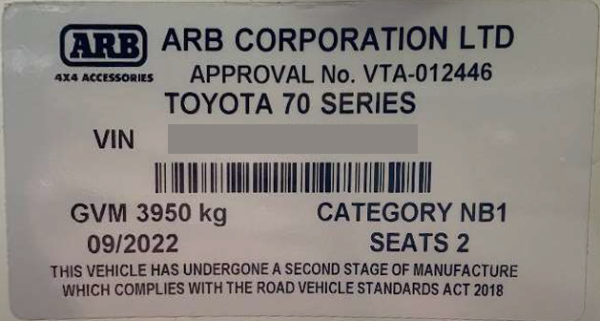 ARB
4X4 ACCESSORIES
ARB CORPORATION LTD
APPROVAL No. VTA-012446
TOYOTA 70 SERIES
VIN
GVM 3950 kg
CATEGORY NB1
09/2022
SEATS 2
THIS VEHICLE HAS UNDERGONE A SECOND STAGE OF MANUFACTURE
WHICH COMPLIES WITH THE ROAD VEHICLE STANDARDS ACT 2018